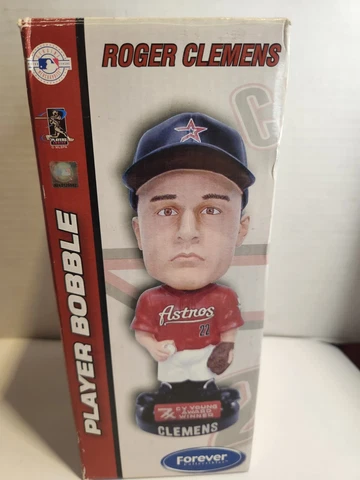 ROGER CLEMENS
PLAYER BOBBLE
C
Astros
22
7X CY YOUNG
AWARD
WINNER
CLEMENS
Forever